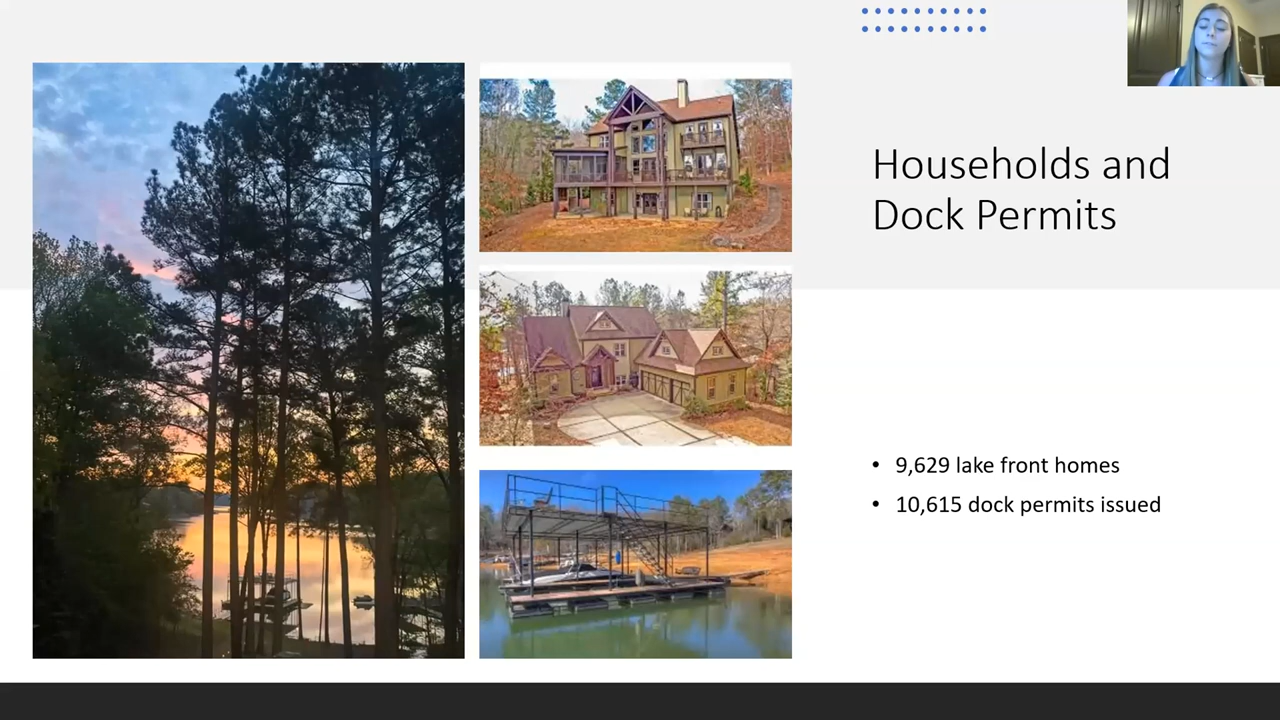 Households and
Dock Permits
• 9,629 lake front homes
• 10,615 dock permits issued